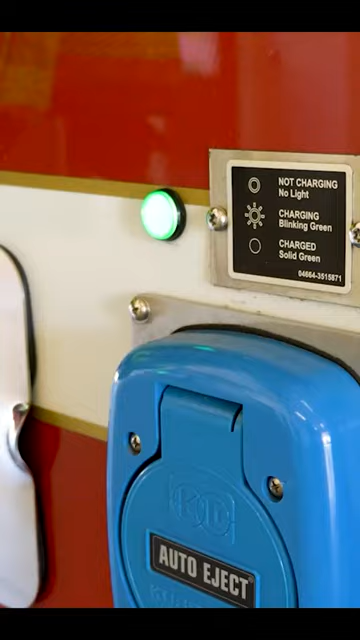 NOT CHARGING
No Light
CHARGING
Blinking Green
CHARGED
Solid Green
04664-3515871
AUTO EJECT